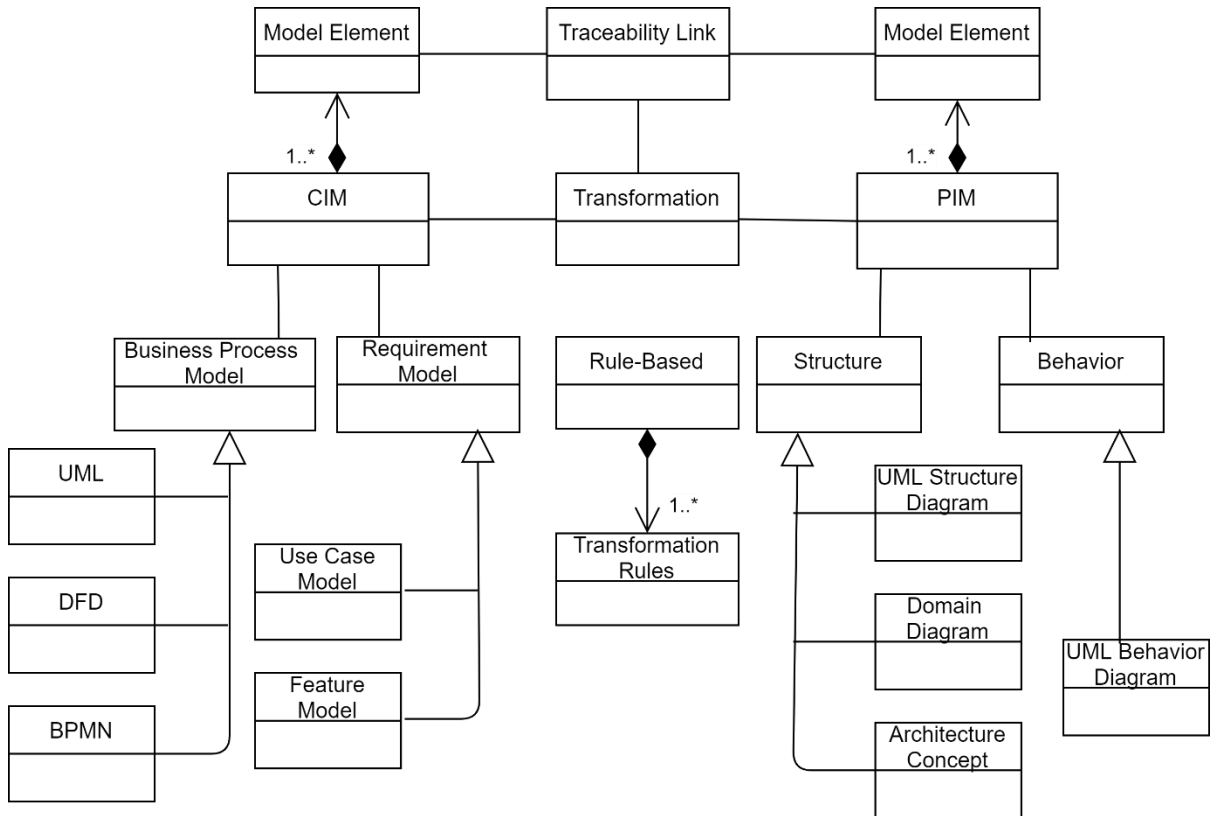 Model Element
Traceability Link
Model Element
1..*
1..*
CIM
Transformation
PIM
Business Process
Model
Requirement
Model
Rule-Based
Structure
Behavior
UML
UML Structure
Diagram
1..*
Use Case
Model
Transformation
Rules
DFD
Domain
Diagram
UML Behavior
Diagram
Feature
Model
BPMN
Architecture
Concept